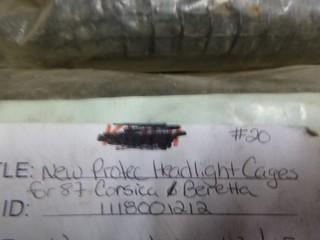 #20
TLE: New Protec Headlight Cages
for 87 Corsica & Beretta
ID: 1118001212